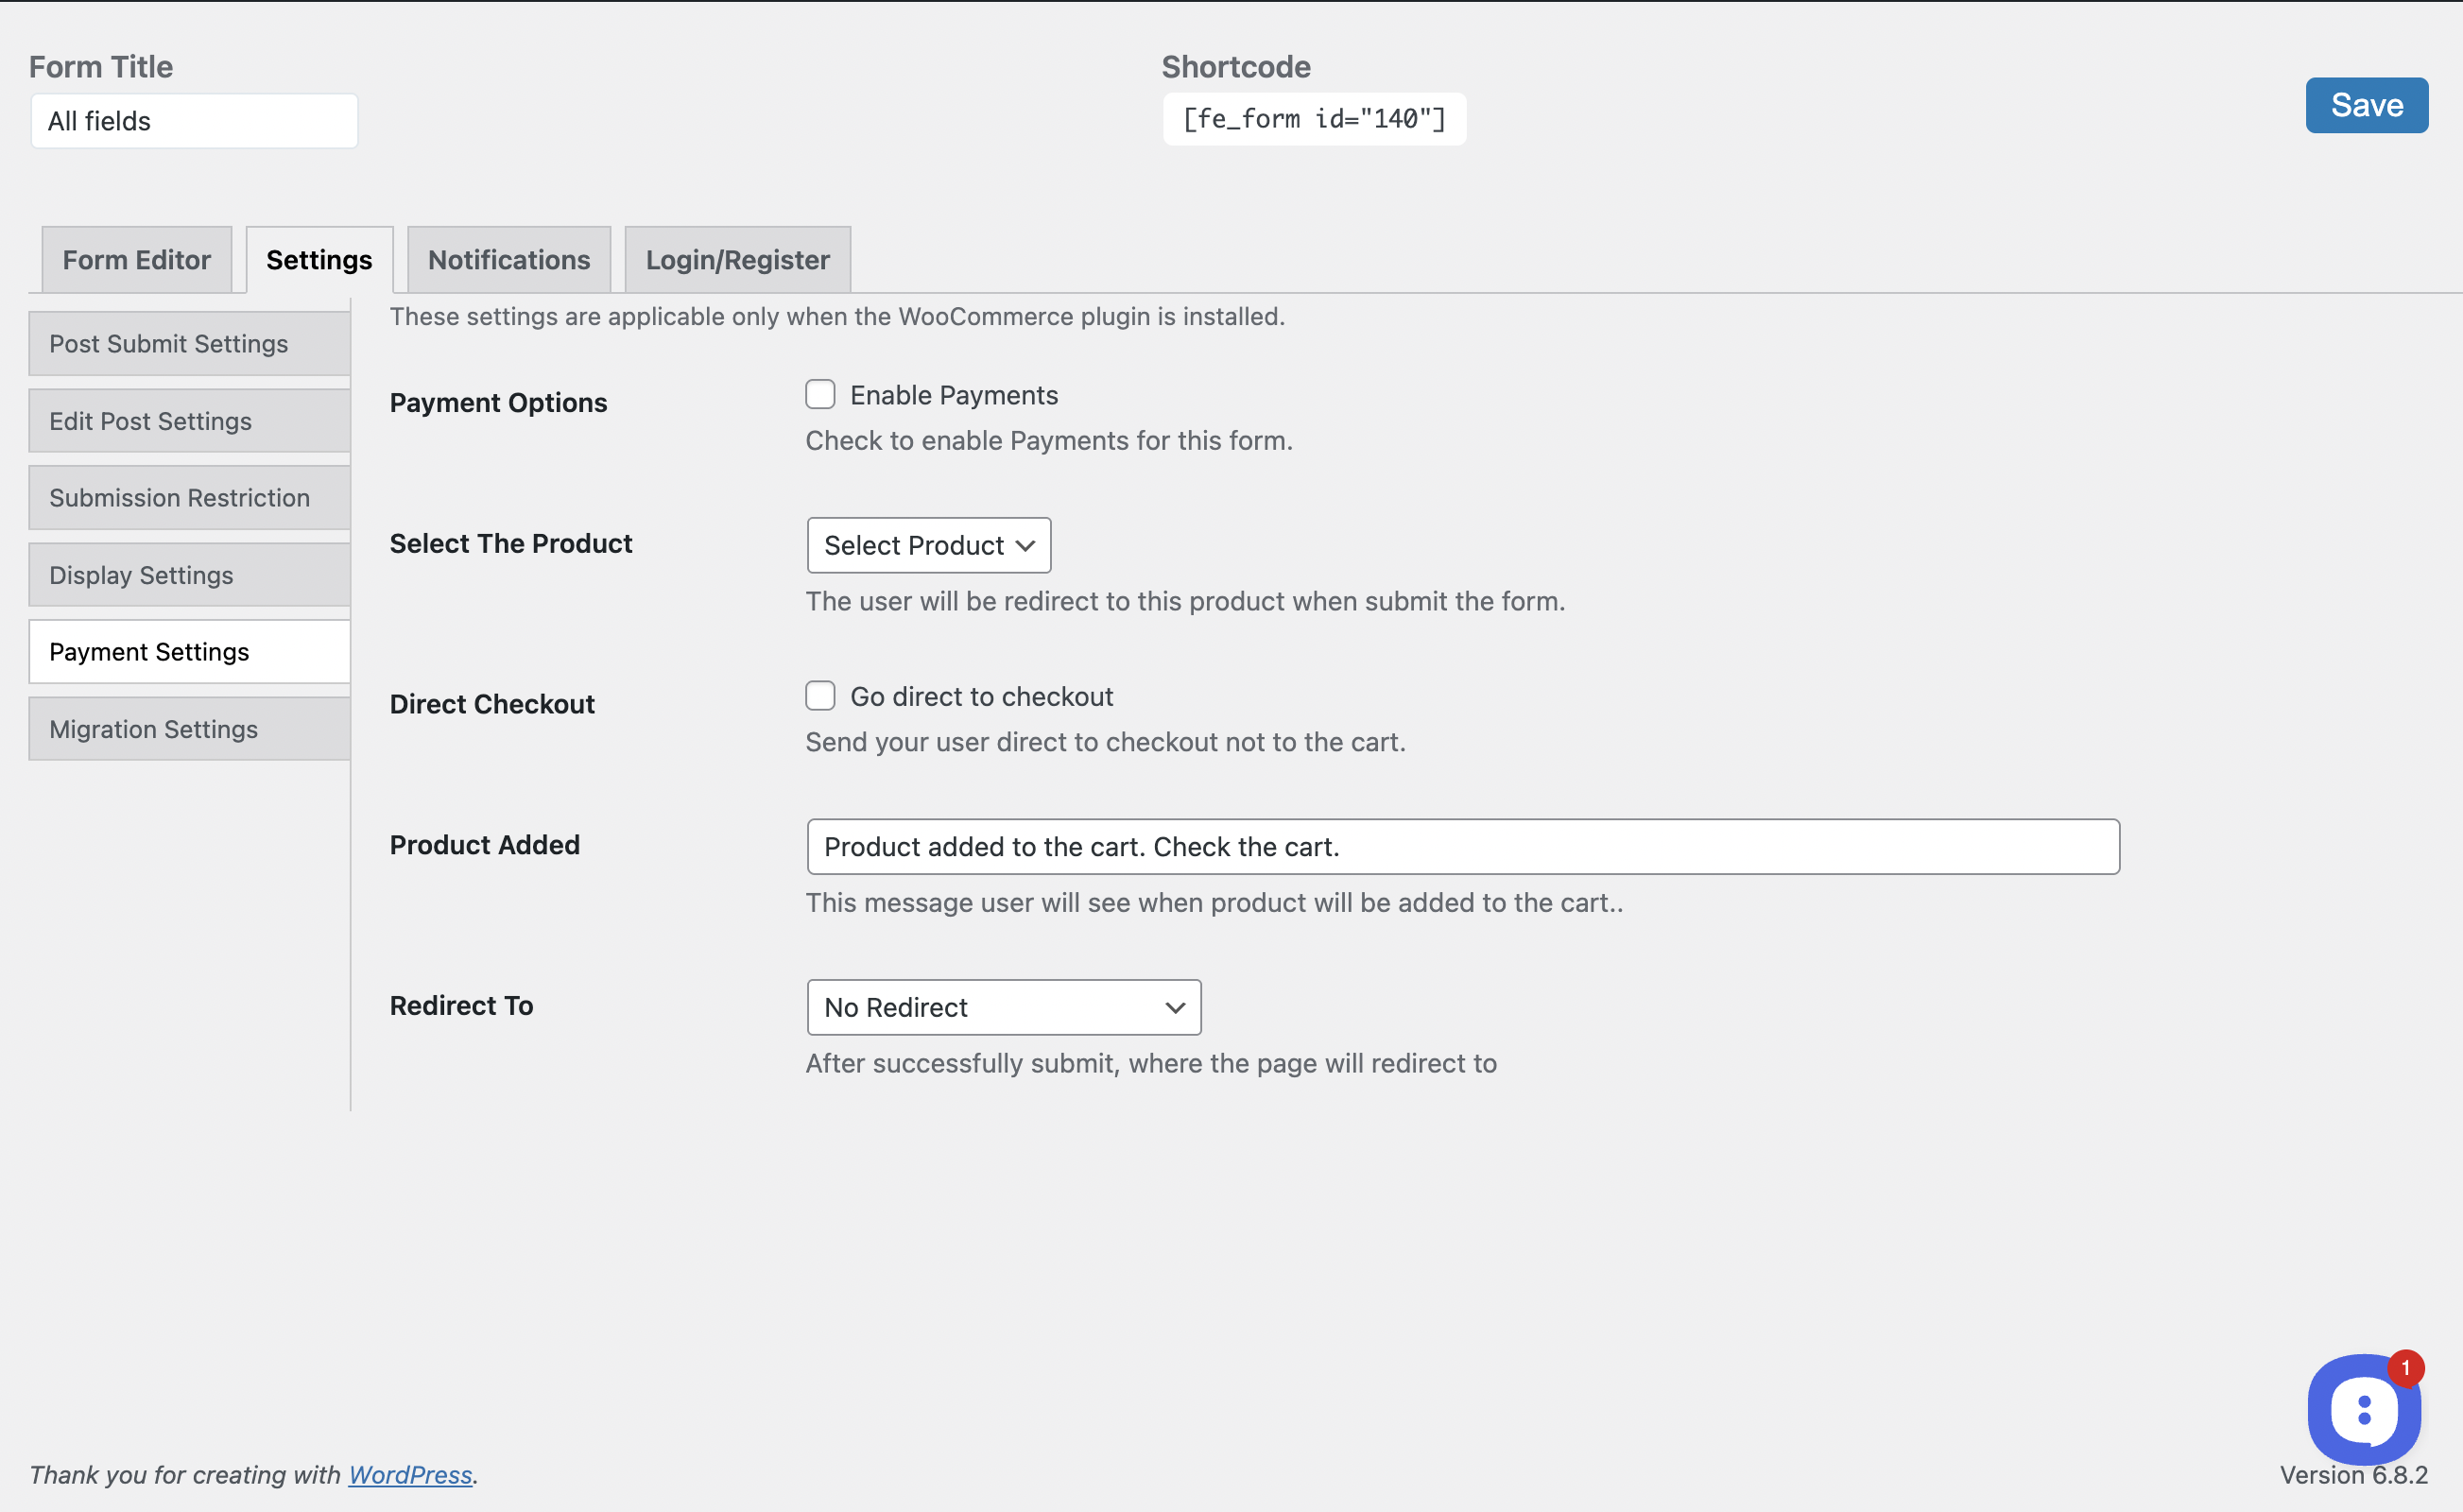 Form Title
Shortcode
All fields
[fe_form id="140"]
Save
Form Editor
Settings
Notifications
Login/Register
Post Submit Settings
Edit Post Settings
Submission Restriction
Display Settings
Payment Settings
Migration Settings
These settings are applicable only when the WooCommerce plugin is installed.
Payment Options
Enable Payments
Check to enable Payments for this form.
Select The Product
Select Product
The user will be redirect to this product when submit the form.
Direct Checkout
Go direct to checkout
Send your user direct to checkout not to the cart.
Product Added
Product added to the cart. Check the cart.
This message user will see when product will be added to the cart..
Redirect To
No Redirect
After successfully submit, where the page will redirect to
1
Thank you for creating with WordPress.
Version 6.8.2